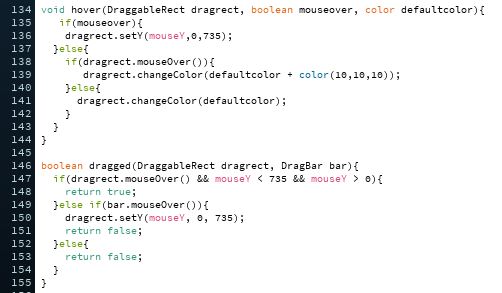 134 void hover(DraggableRect dragrect, boolean mouseover, color defaultcolor){
135 if(mouseover){
136 dragrect.setY(mouseY,0,735);
137 }else{
138 if(dragrect.mouseOver()){
139 dragrect.changeColor(defaultcolor + color(10,10,10));
140 }else{
141 dragrect.changeColor(defaultcolor);
142 }
143 }
144 }
145
146 boolean dragged(DraggableRect dragrect, DragBar bar){
147 if(dragrect.mouseOver() && mouseY < 735 && mouseY > 0){
148 return true;
149 }else if(bar.mouseOver()){
150 dragrect.setY(mouseY, 0, 735);
151 return false;
152 }else{
153 return false;
154 }
155 }